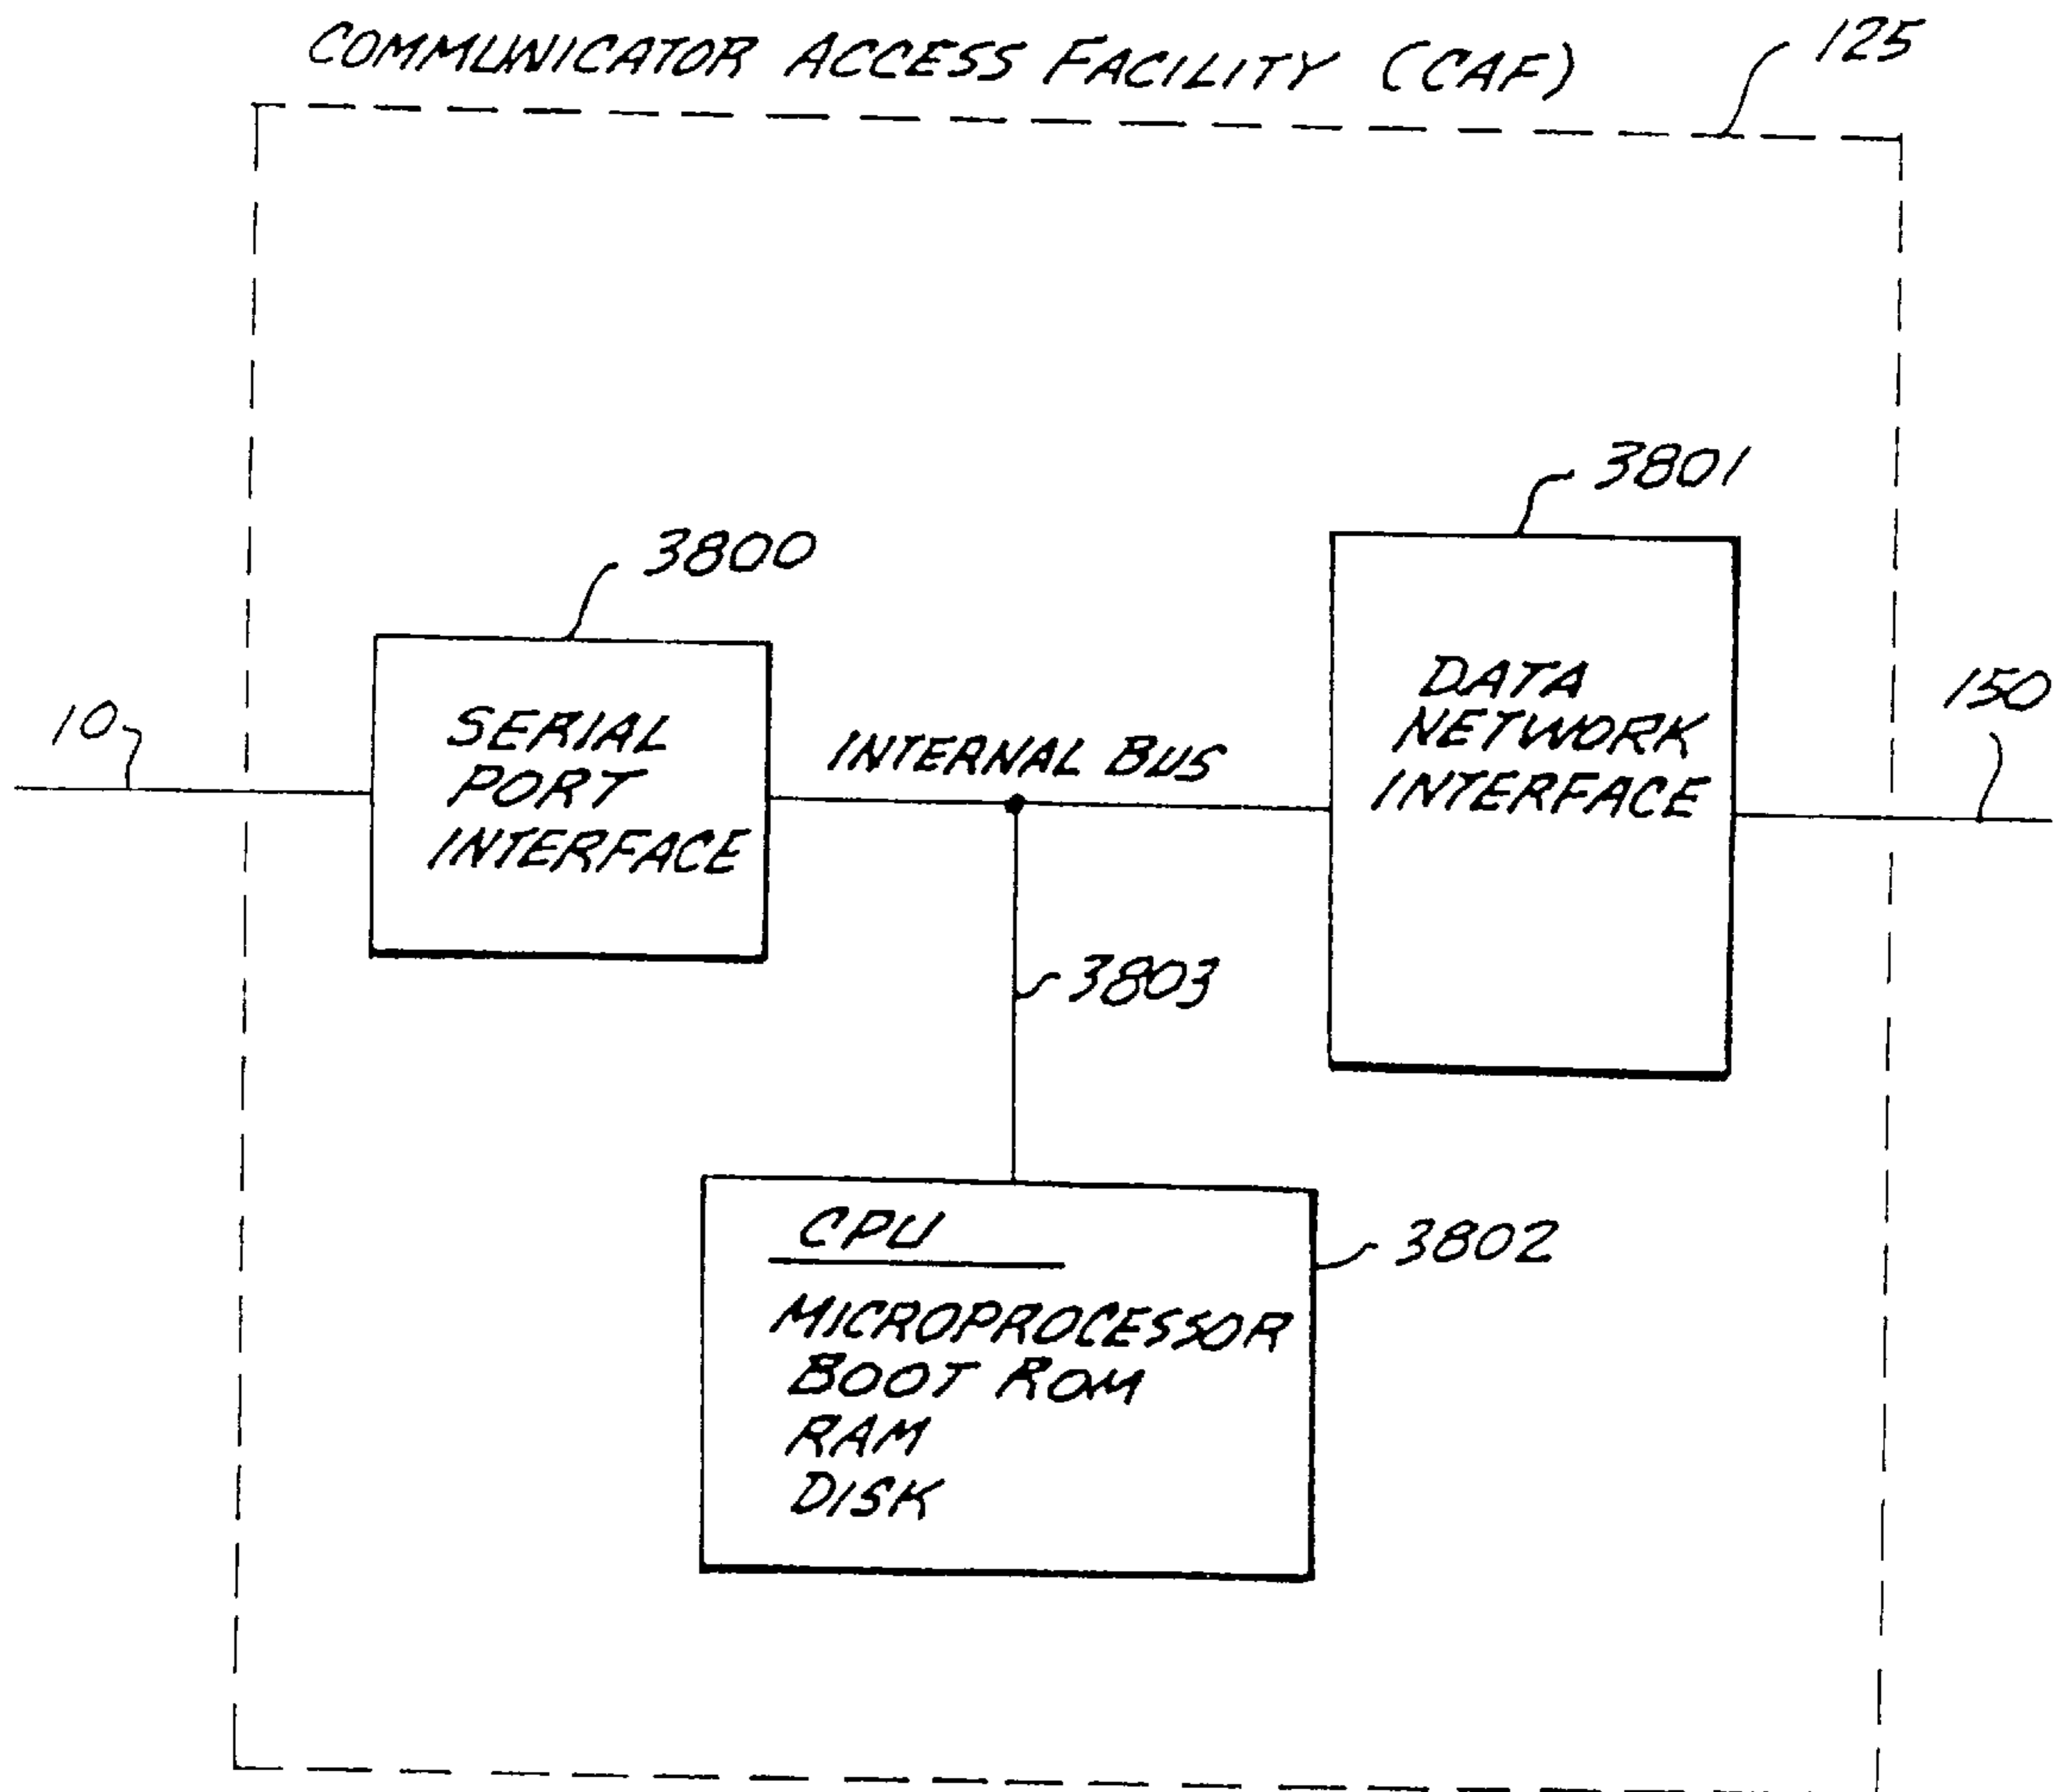 COMMUNICATOR ACCESS FACILITY (CAF)
125
3801
3800
10
SERIAL
PORT
INTERFACE
INTERNAL BUS
DATA
NETWORK
INTERFACE
150
3803
CPU
MICROPROCESSOR
BOOT ROM
RAM
DISK
3802